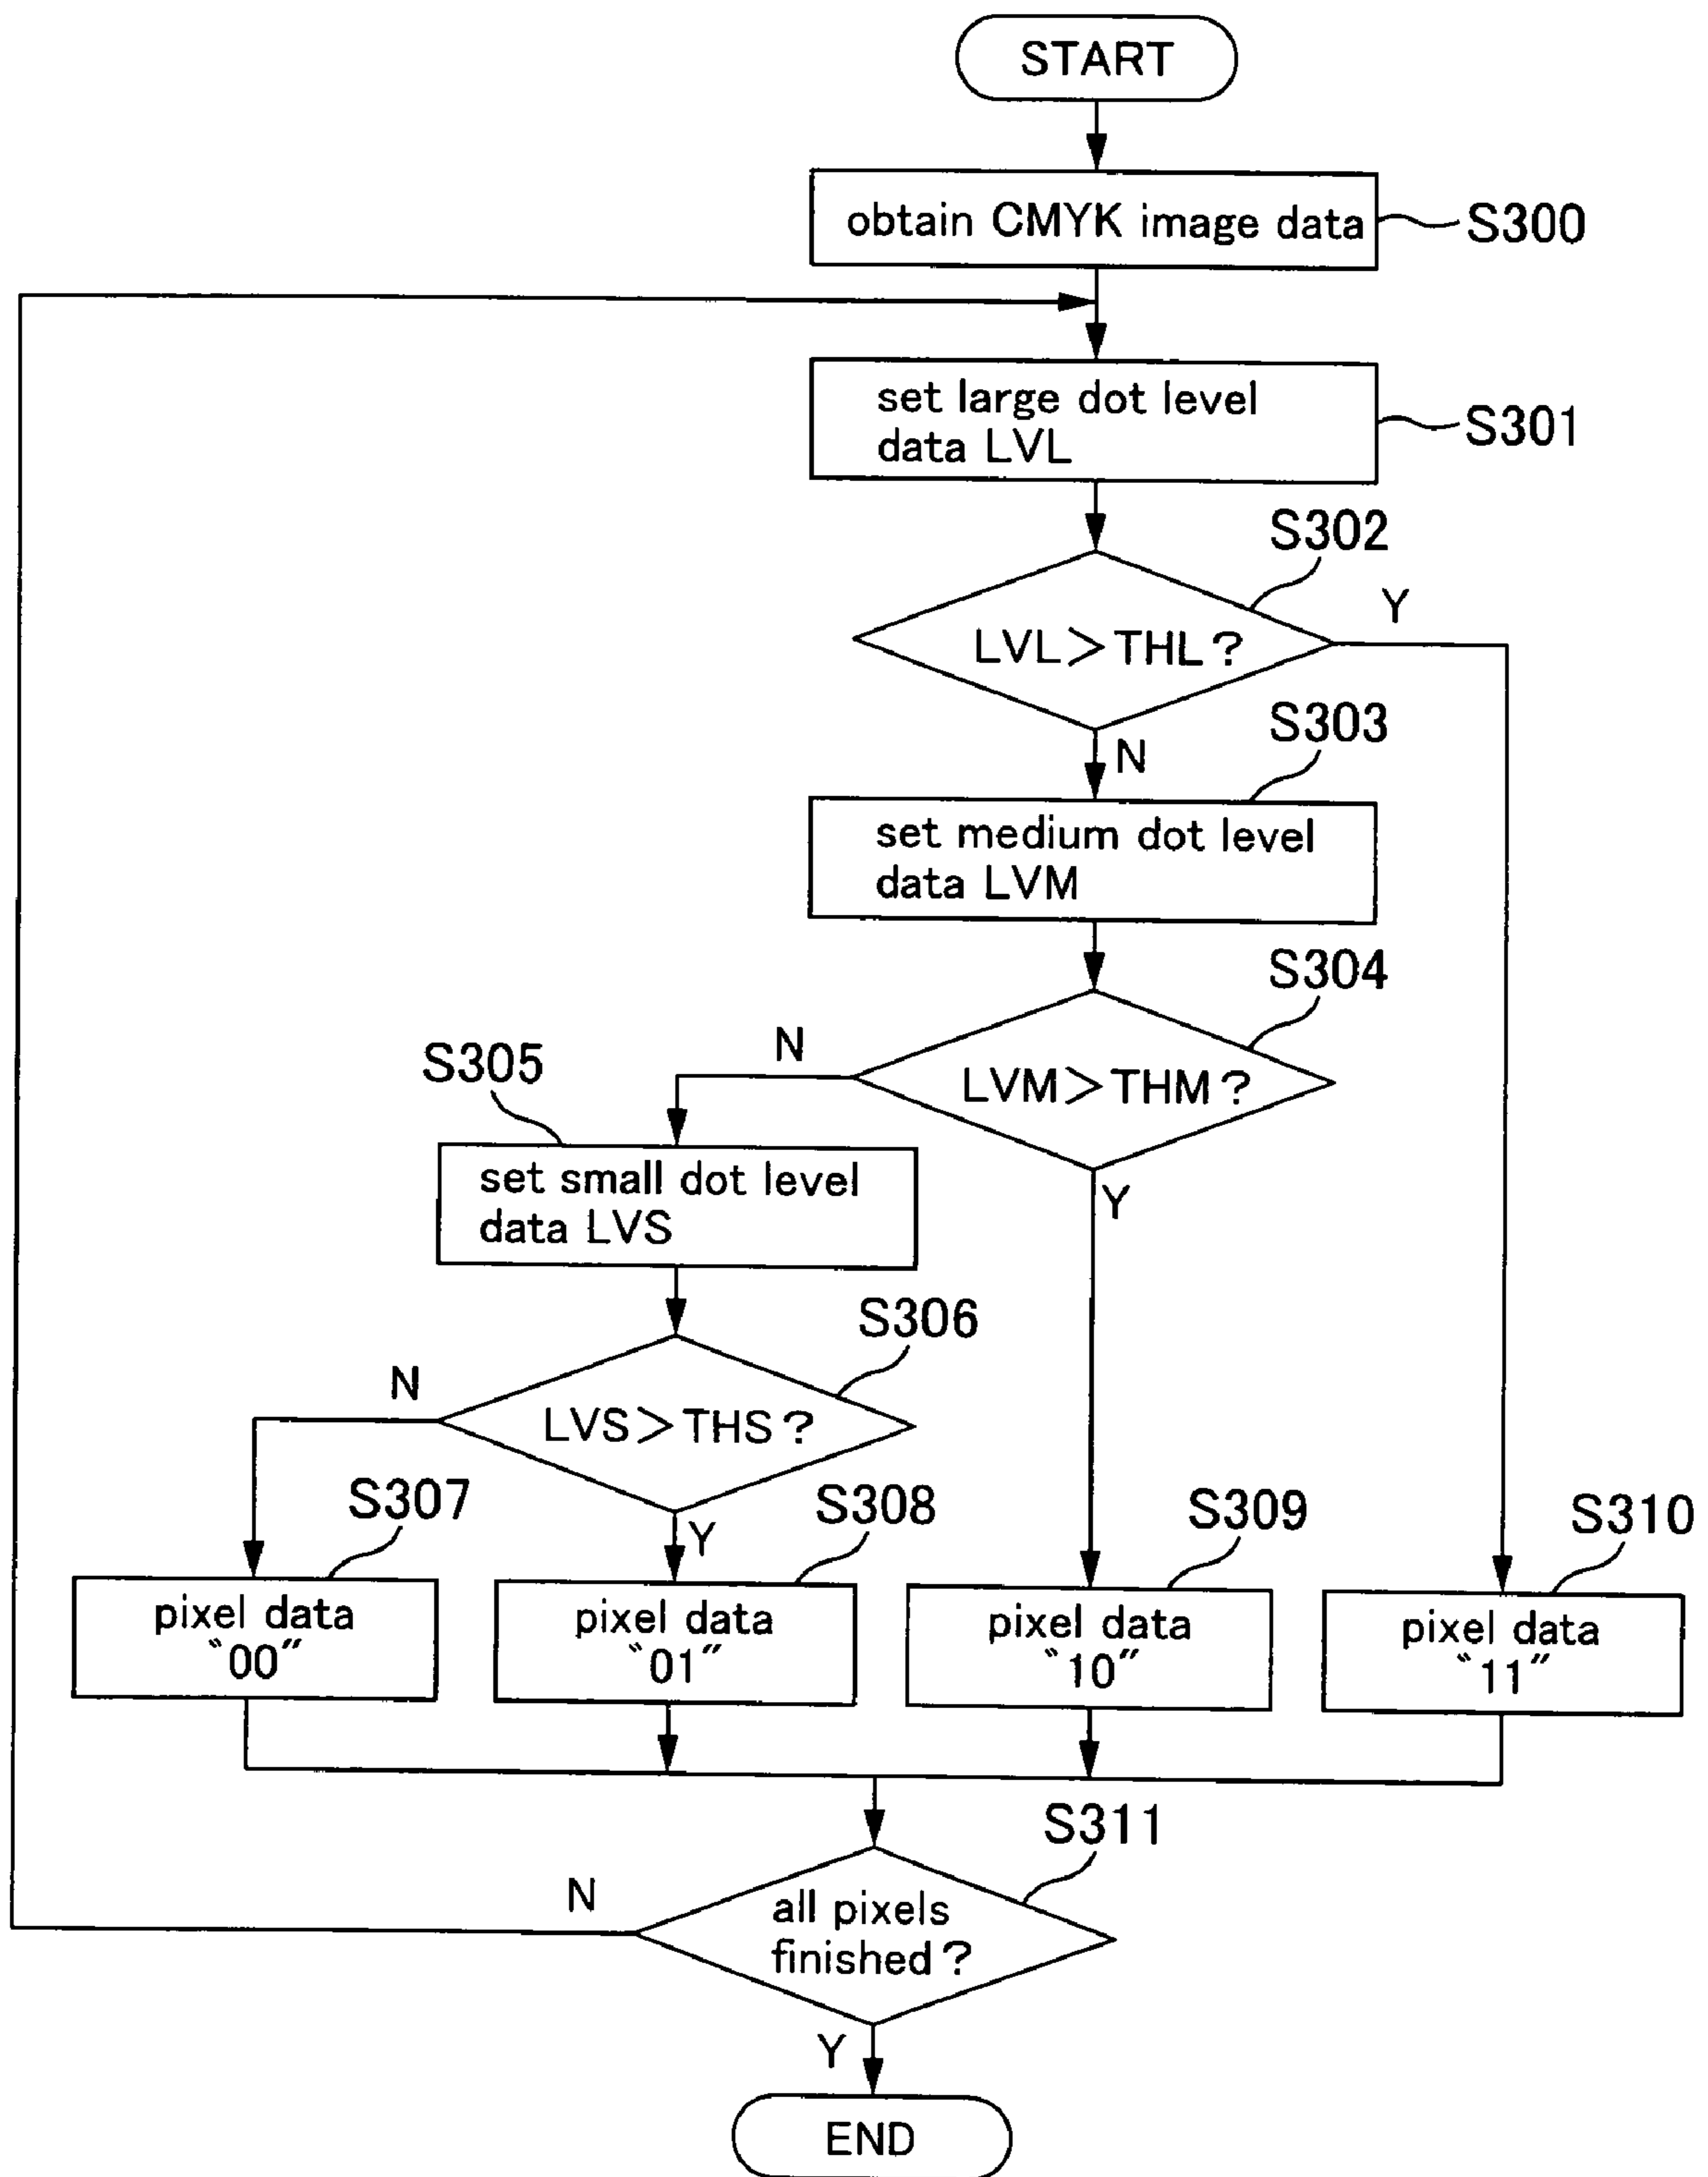 START
obtain CMYK image data
S300
set large dot level
data LVL
S301
S302
LVL>THL?
Y
N
S303
set medium dot level
data LVM
S304
LVM>THM?
N
Y
S305
set small dot level
data LVS
S306
LVS>THS?
N
Y
S307
pixel data
“00”
S308
pixel data
“01”
S309
pixel data
“10”
S310
pixel data
“11”
S311
all pixels
finished?
N
Y
END